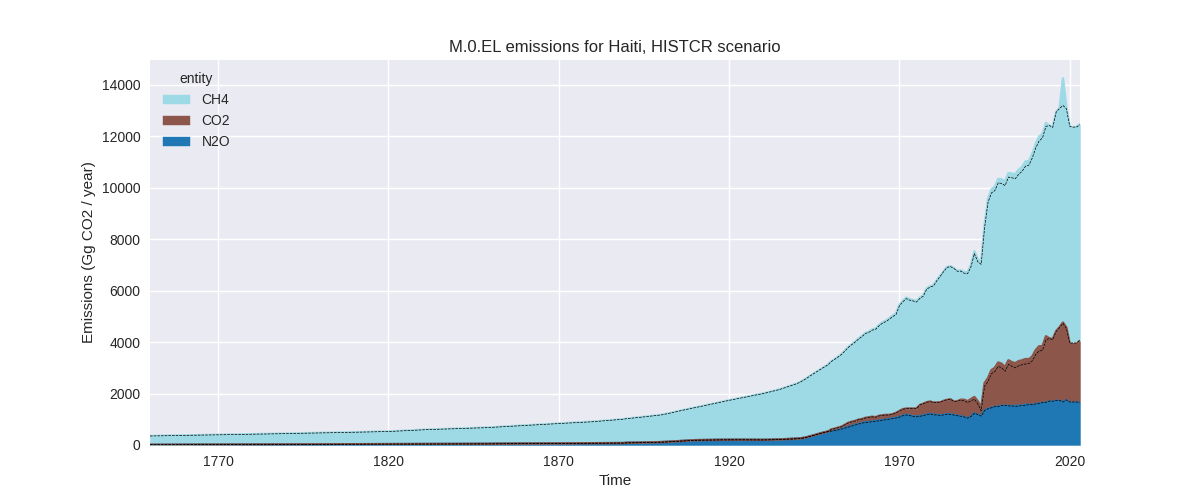 M.0.EL emissions for Haiti, HISTCR scenario
entity
CH4
CO2
N2O
Emissions (Gg CO2 / year)
14000
12000
10000
8000
6000
4000
2000
0
1770 1820 1870 1920 1970 2020
Time